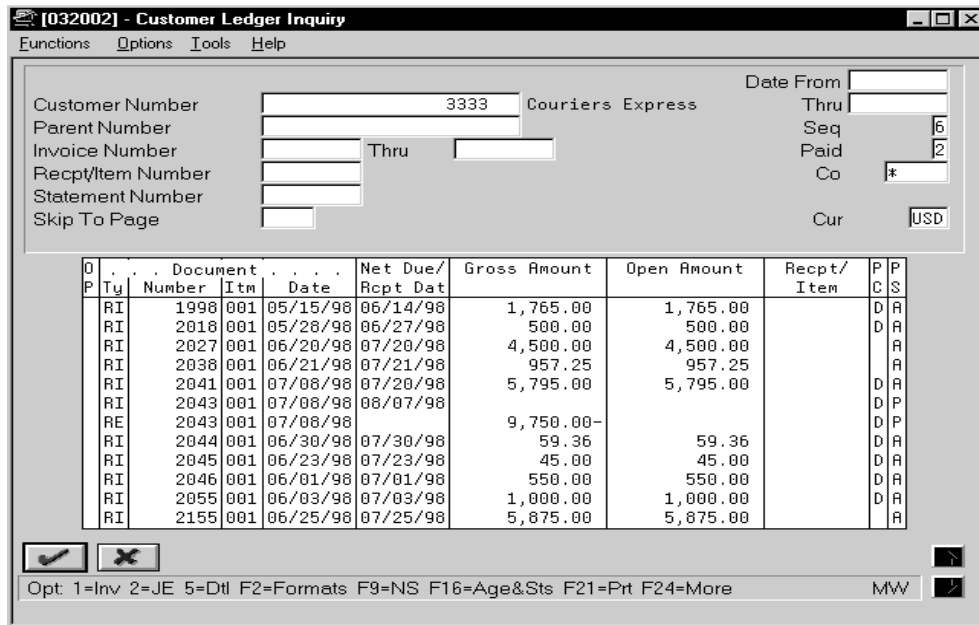 [032002] - Customer Ledger Inquiry
Functions Options Tools Help
Date From
Customer Number 3333 Couriers Express Thru
Parent Number Seq 6
Invoice Number Thru Paid 2
Recpt/Item Number Co *
Statement Number
Skip To Page Cur USD
O . . . Document . . . . Net Due/ Gross Amount Open Amount Recpt/ P P
P Ty Number Itm Date Rcpt Dat Item C S
RI 1998 001 05/15/98 06/14/98 1,765.00 1,765.00 D A
RI 2018 001 05/28/98 06/27/98 500.00 500.00 D A
RI 2027 001 06/20/98 07/20/98 4,500.00 4,500.00 A
RI 2038 001 06/21/98 07/21/98 957.25 957.25 A
RI 2041 001 07/08/98 07/20/98 5,795.00 5,795.00 D A
RI 2043 001 07/08/98 08/07/98 D P
RE 2043 001 07/08/98 9,750.00- D P
RI 2044 001 06/30/98 07/30/98 59.36 59.36 D A
RI 2045 001 06/23/98 07/23/98 45.00 45.00 D A
RI 2046 001 06/01/98 07/01/98 550.00 550.00 D A
RI 2055 001 06/03/98 07/03/98 1,000.00 1,000.00 D A
RI 2155 001 06/25/98 07/25/98 5,875.00 5,875.00 A
Opt: 1=Inv 2=JE 5=Dtl F2=Formats F9=NS F16=Age&Sts F21=Prt F24=More MW